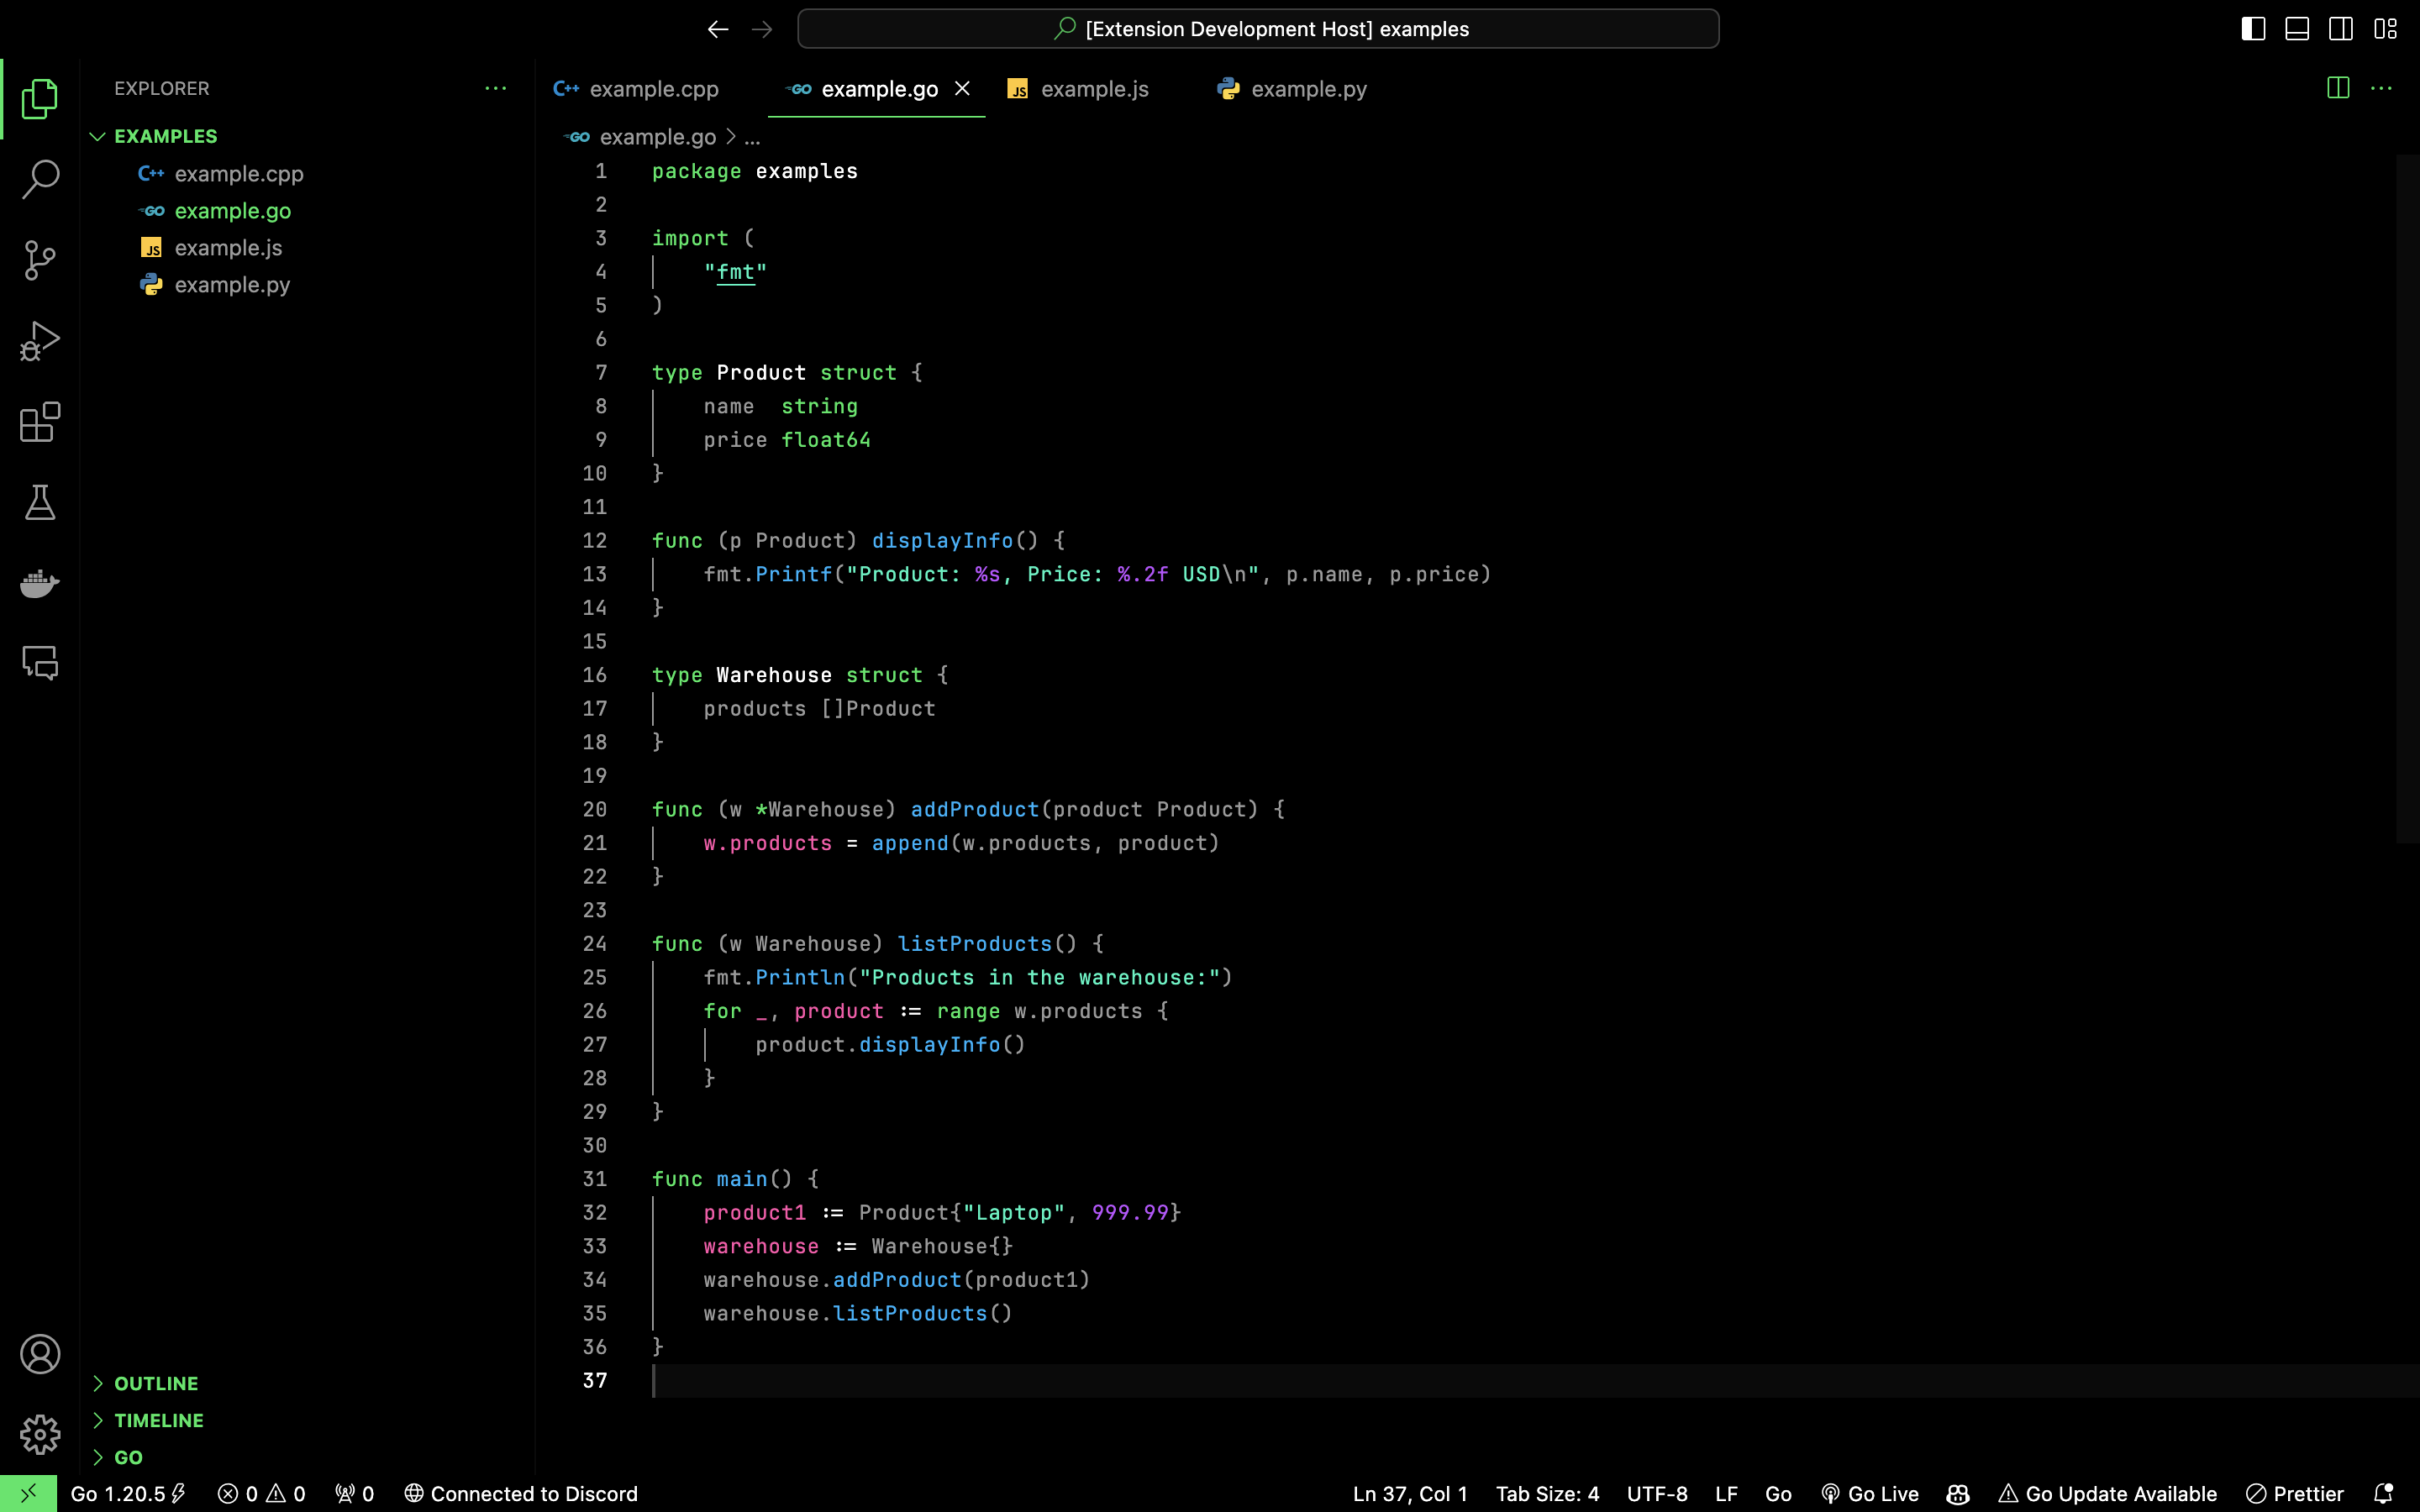 [Extension Development Host] examples
EXPLORER
EXAMPLES
C++ example.cpp
GO example.go
JS example.js
example.py
OUTLINE
TIMELINE
GO
C++ example.cpp
GO example.go
JS example.js
example.py
GO example.go > ...
1 package examples
2
3 import (
4     "fmt"
5 )
6
7 type Product struct {
8     name  string
9     price float64
10 }
11
12 func (p Product) displayInfo() {
13     fmt.Printf("Product: %s, Price: %.2f USD\n", p.name, p.price)
14 }
15
16 type Warehouse struct {
17     products []Product
18 }
19
20 func (w *Warehouse) addProduct(product Product) {
21     w.products = append(w.products, product)
22 }
23
24 func (w Warehouse) listProducts() {
25     fmt.Println("Products in the warehouse:")
26     for _, product := range w.products {
27         product.displayInfo()
28     }
29 }
30
31 func main() {
32     product1 := Product{"Laptop", 999.99}
33     warehouse := Warehouse{}
34     warehouse.addProduct(product1)
35     warehouse.listProducts()
36 }
37
Go 1.20.5 0 0 0 Connected to Discord Ln 37, Col 1 Tab Size: 4 UTF-8 LF Go Go Live Go Update Available Prettier